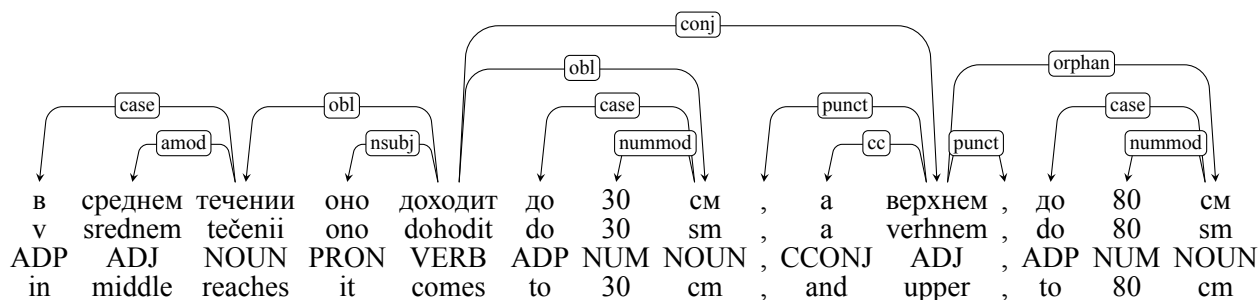 conj
obl orphan
case obl case punct case
amod nsubj nummod cc punct nummod
в среднем течении оно доходит до 30 см , а верхнем , до 80 см
v srednem tečenii ono dohodit do 30 sm , a verhnem , do 80 sm
ADP ADJ NOUN PRON VERB ADP NUM NOUN , CCONJ ADJ , ADP NUM NOUN
in middle reaches it comes to 30 cm , and upper , to 80 cm